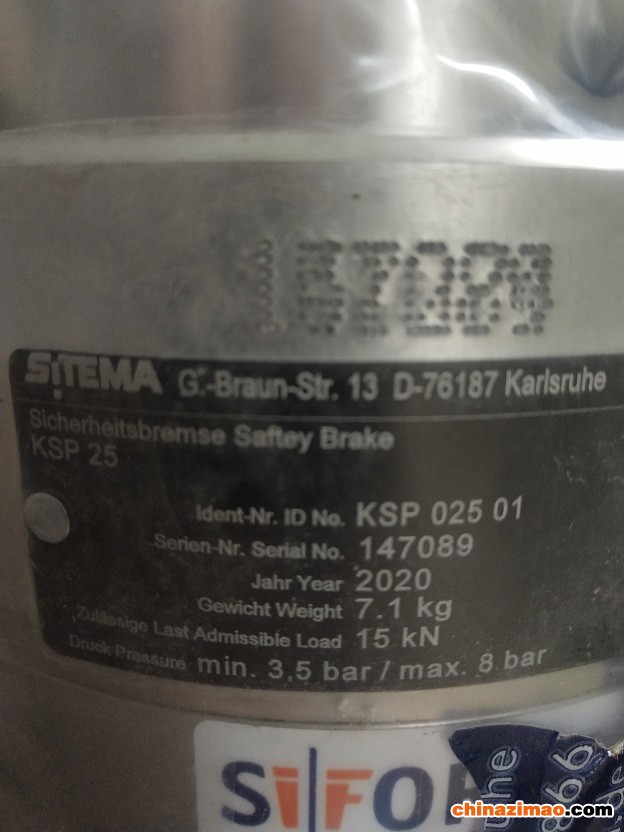 SITEMA G.-Braun-Str. 13 D-76187 Karlsruhe
Sicherheitsbremse Saftey Brake
KSP 25
Ident-Nr. ID No. KSP 025 01
Serien-Nr. Serial No. 147089
Jahr Year 2020
Gewicht Weight 7.1 kg
Zulässige Last Admissible Load 15 kN
Druck Pressure min. 3,5 bar / max. 8 bar
SiFO
866
chinazimao.com